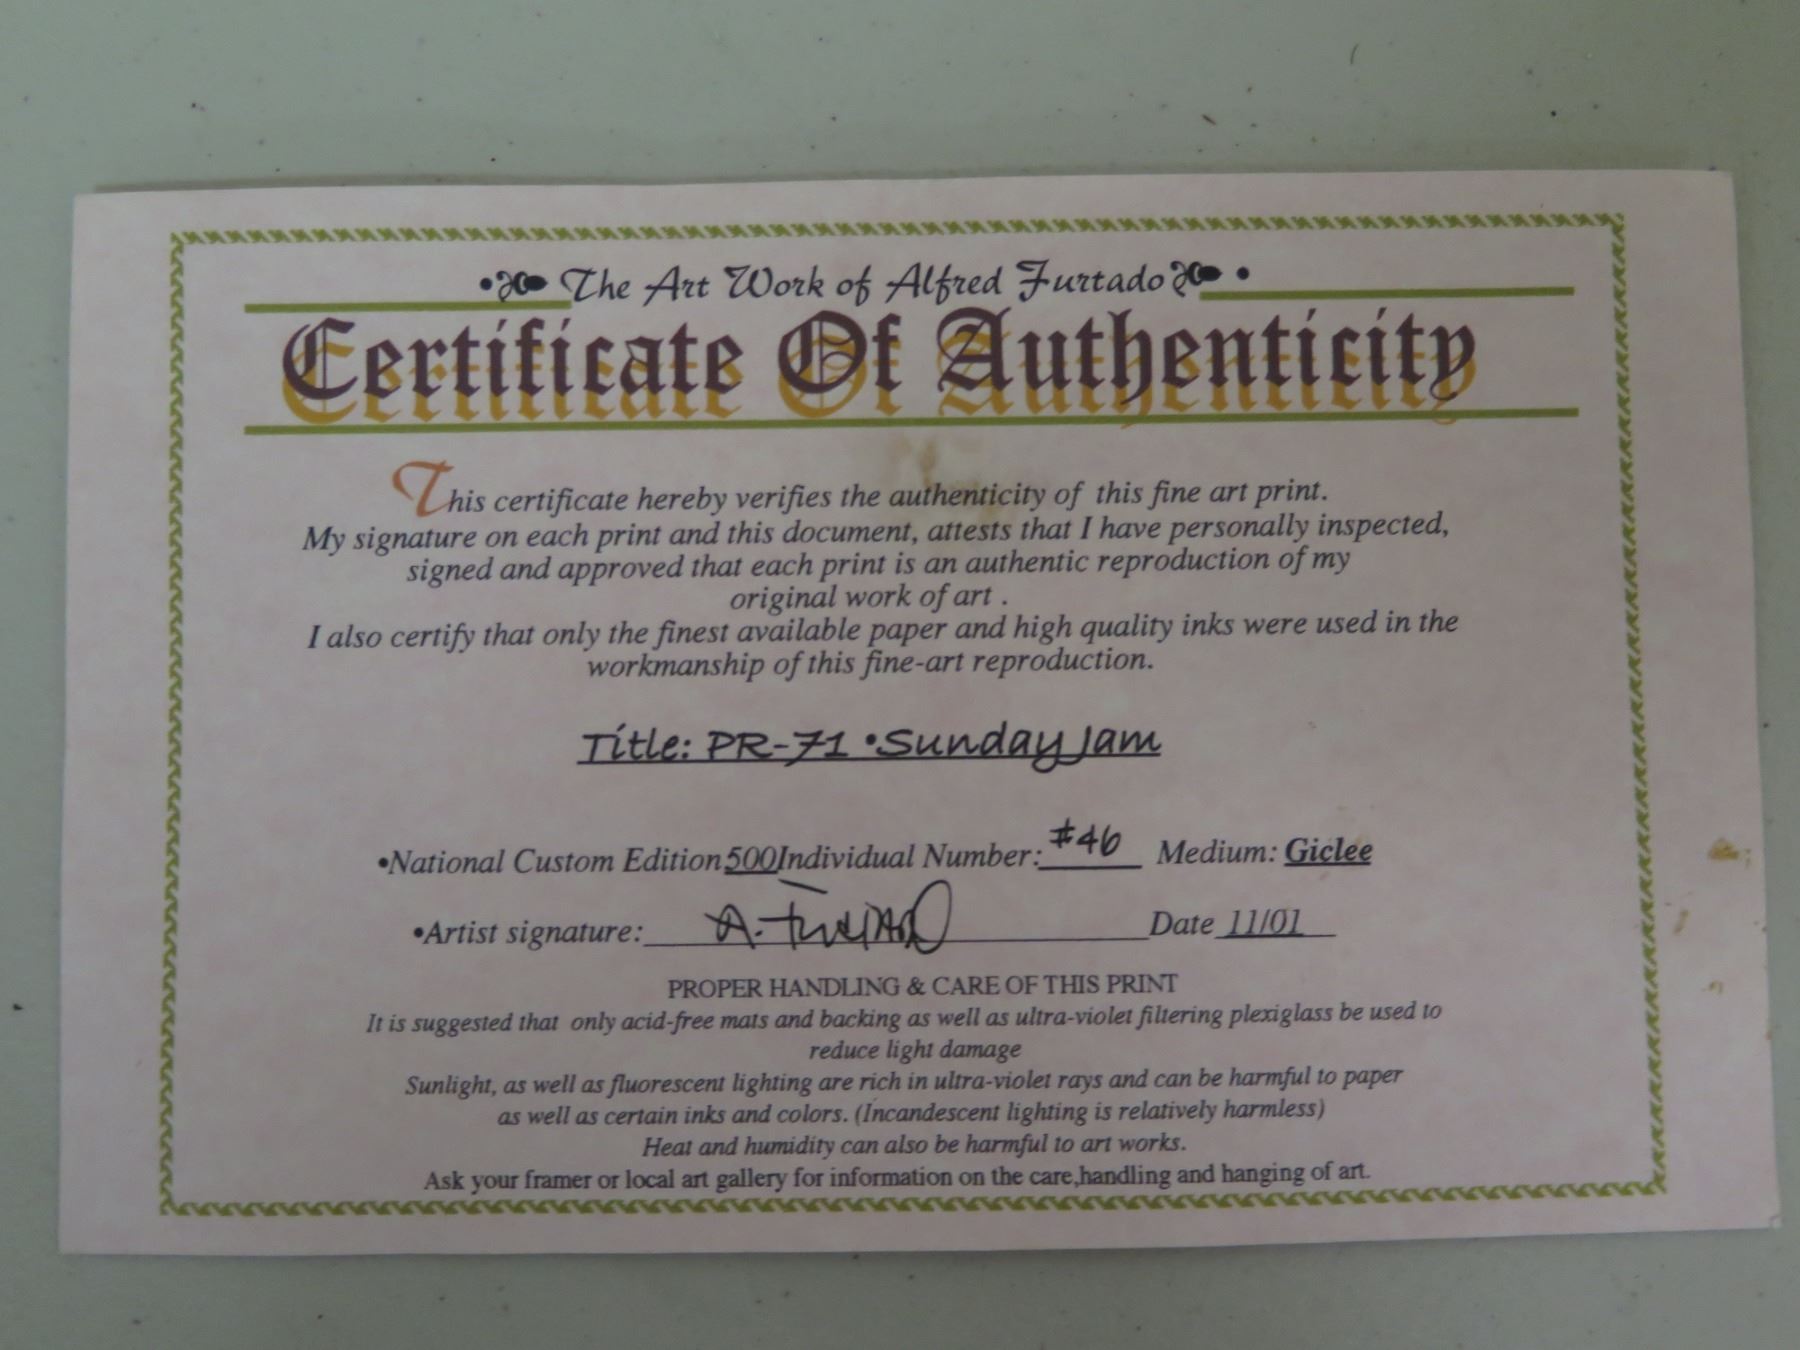 The Art Work of Alfred Furtado
Certificate Of Authenticity
This certificate hereby verifies the authenticity of this fine art print.
My signature on each print and this document, attests that I have personally inspected,
signed and approved that each print is an authentic reproduction of my
original work of art .
I also certify that only the finest available paper and high quality inks were used in the
workmanship of this fine-art reproduction.
Title: PR-71 •Sunday Jam
•National Custom Edition 500 Individual Number: #46 Medium: Giclee
•Artist signature: A. Furtado Date 11/01
PROPER HANDLING & CARE OF THIS PRINT
It is suggested that only acid-free mats and backing as well as ultra-violet filtering plexiglass be used to
reduce light damage
Sunlight, as well as fluorescent lighting are rich in ultra-violet rays and can be harmful to paper
as well as certain inks and colors. (Incandescent lighting is relatively harmless)
Heat and humidity can also be harmful to art works.
Ask your framer or local art gallery for information on the care,handling and hanging of art.